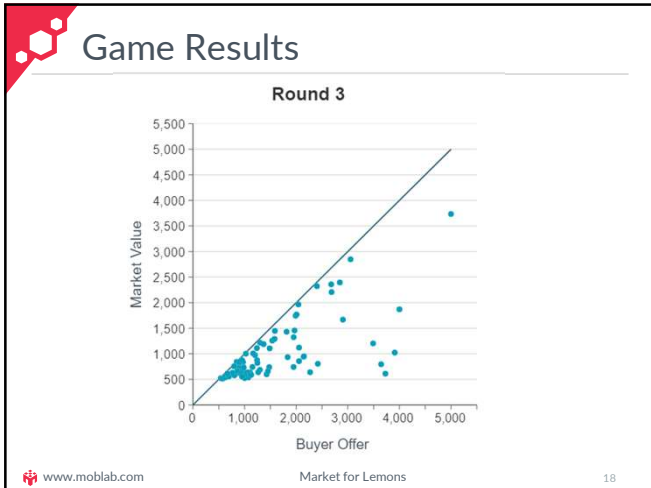 Game Results
Round 3
5,500
5,000
4,500
4,000
3,500
3,000
2,500
2,000
1,500
1,000
500
0
Market Value
0 1,000 2,000 3,000 4,000 5,000
Buyer Offer
www.moblab.com Market for Lemons 18